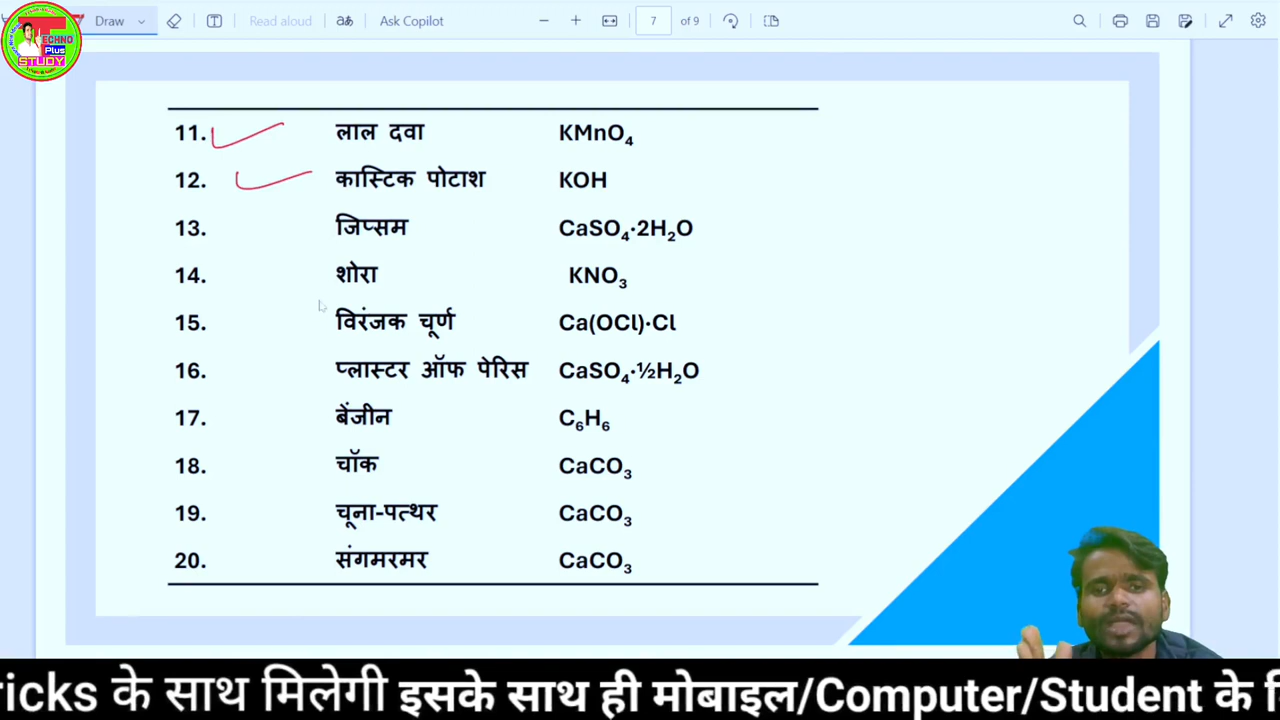 Draw
Read aloud
aあ
Ask Copilot
7 of 9
TECHNO
Plus
STUDY
11. लाल दवा KMnO₄
12. कास्टिक पोटाश KOH
13. जिप्सम CaSO₄·2H₂O
14. शोरा KNO₃
15. विरंजक चूर्ण Ca(OCl)·Cl
16. प्लास्टर ऑफ पेरिस CaSO₄·½H₂O
17. बेंजीन C₆H₆
18. चॉक CaCO₃
19. चूना-पत्थर CaCO₃
20. संगमरमर CaCO₃
ricks के साथ मिलेगी इसके साथ ही मोबाइल/Computer/Student के